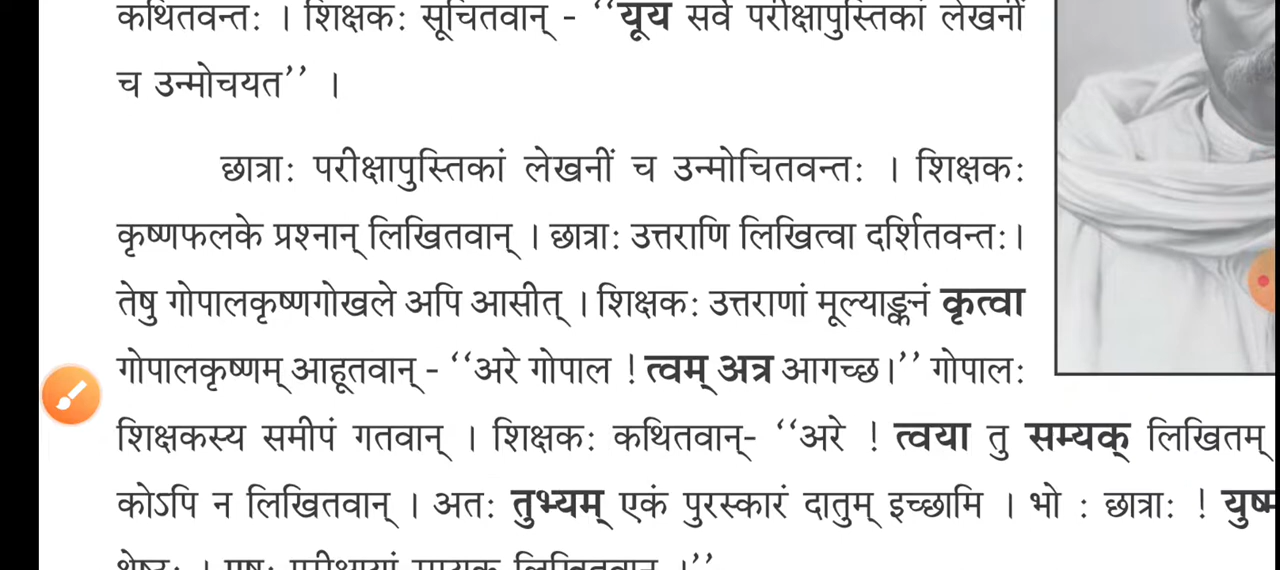 कथितवन्तः । शिक्षकः सूचितवान् - ‘‘यूयं सर्वे परीक्षापुस्तिकां लेखनीं
च उन्मोचयत’’ ।
छात्राः परीक्षापुस्तिकां लेखनीं च उन्मोचितवन्तः । शिक्षकः
कृष्णफलके प्रश्नान् लिखितवान् । छात्राः उत्तराणि लिखित्वा दर्शितवन्तः।
तेषु गोपालकृष्णगोखले अपि आसीत् । शिक्षकः उत्तराणां मूल्याङ्कनं कृत्वा
गोपालकृष्णम् आहूतवान् - ‘‘अरे गोपाल ! त्वम् अत्र आगच्छ।’’ गोपालः
शिक्षकस्य समीपं गतवान् । शिक्षकः कथितवान्- ‘‘अरे ! त्वया तु सम्यक् लिखितम्
कोऽपि न लिखितवान् । अतः तुभ्यम् एकं पुरस्कारं दातुम् इच्छामि । भो : छात्राः !